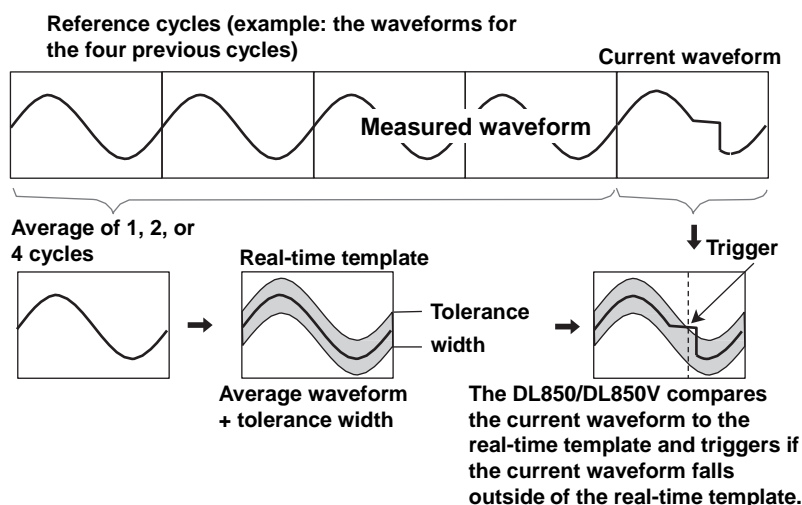 Reference cycles (example: the waveforms for
the four previous cycles)
Current waveform
Measured waveform
Average of 1, 2, or
4 cycles
Real-time template
Trigger
Tolerance
width
Average waveform
+ tolerance width
The DL850/DL850V compares
the current waveform to the
real-time template and triggers if
the current waveform falls
outside of the real-time template.